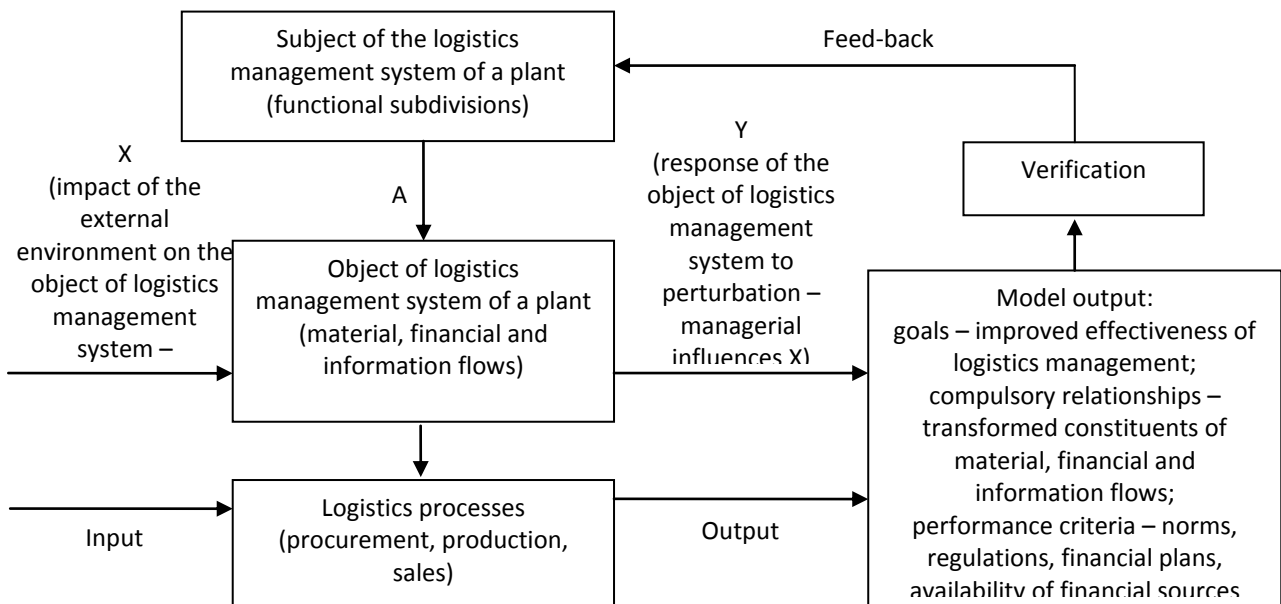 Subject of the logistics
management system of a plant
(functional subdivisions)
Feed-back
X
(impact of the
external
environment on the
object of logistics
management
system –
A
Y
(response of the
object of logistics
management
system to
perturbation –
managerial
influences X)
Verification
Object of logistics
management system of a plant
(material, financial and
information flows)
Model output:
goals – improved effectiveness of
logistics management;
compulsory relationships –
transformed constituents of
material, financial and
information flows;
performance criteria – norms,
regulations, financial plans,
availability of financial sources
Input
Logistics processes
(procurement, production,
sales)
Output